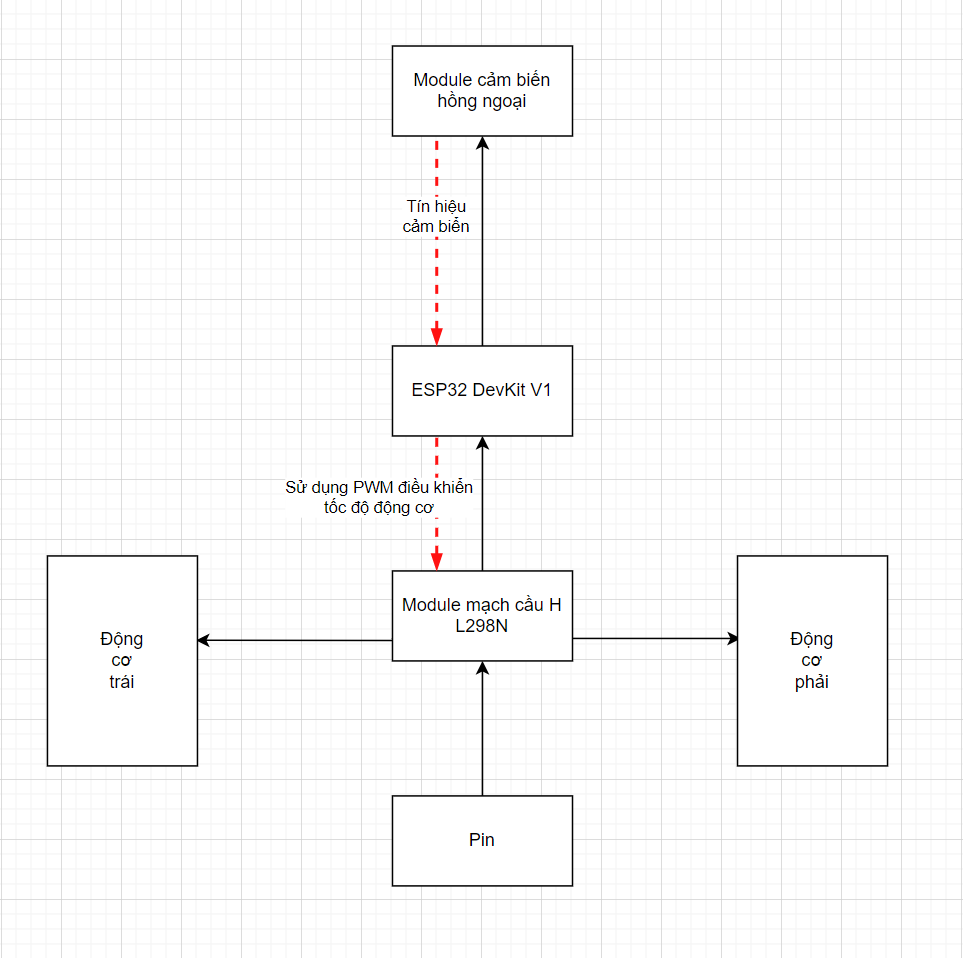 Module cảm biến
hồng ngoại
Tín hiệu
cảm biển
ESP32 DevKit V1
Sử dụng PWM điều khiển
tốc độ động cơ
Module mạch cầu H
L298N
Động
cơ
trái
Động
cơ
phải
Pin